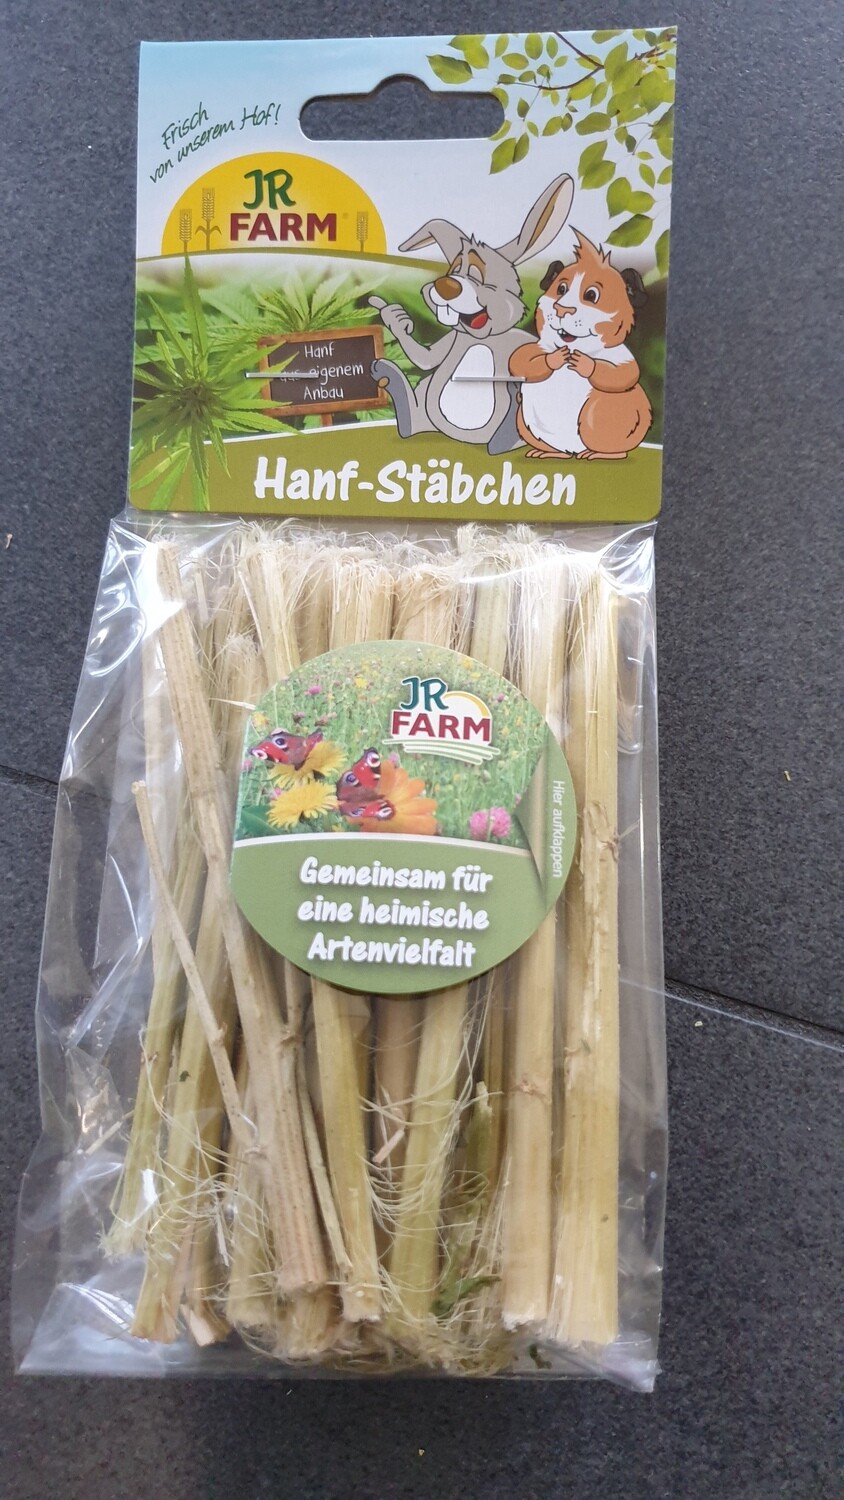 Frisch
von unserem Hof!
JR
FARM®
Hanf
aus eigenem
Anbau
Hanf-Stäbchen
JR
FARM
Hier aufklappen
Gemeinsam für
eine heimische
Artenvielfalt